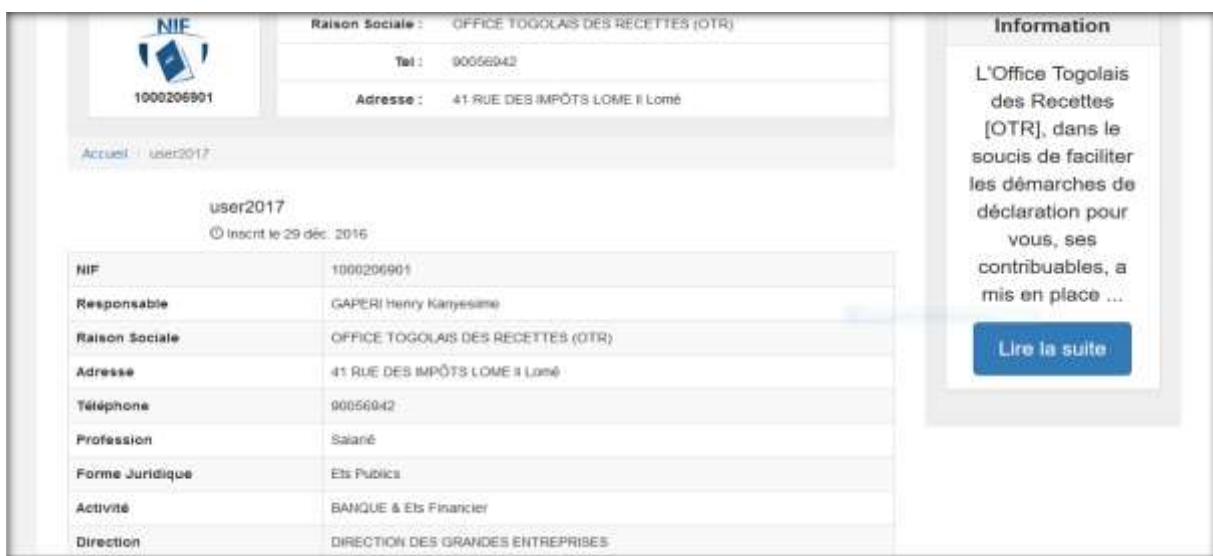 NIF
1000206901
Raison Sociale : OFFICE TOGOLAIS DES RECETTES (OTR)
Tel : 90056942
Adresse : 41 RUE DES IMPÔTS LOME II Lomé
Accueil / user2017
user2017
Inscrit le 29 déc. 2016
NIF 1000206901
Responsable GAPERI Henry Kanyesiime
Raison Sociale OFFICE TOGOLAIS DES RECETTES (OTR)
Adresse 41 RUE DES IMPÔTS LOME II Lomé
Téléphone 90056942
Profession Salarié
Forme Juridique Ets Publics
Activité BANQUE & Ets Financier
Direction DIRECTION DES GRANDES ENTREPRISES
Information
L'Office Togolais
des Recettes
[OTR], dans le
soucis de faciliter
les démarches de
déclaration pour
vous, ses
contribuables, a
mis en place ...
Lire la suite